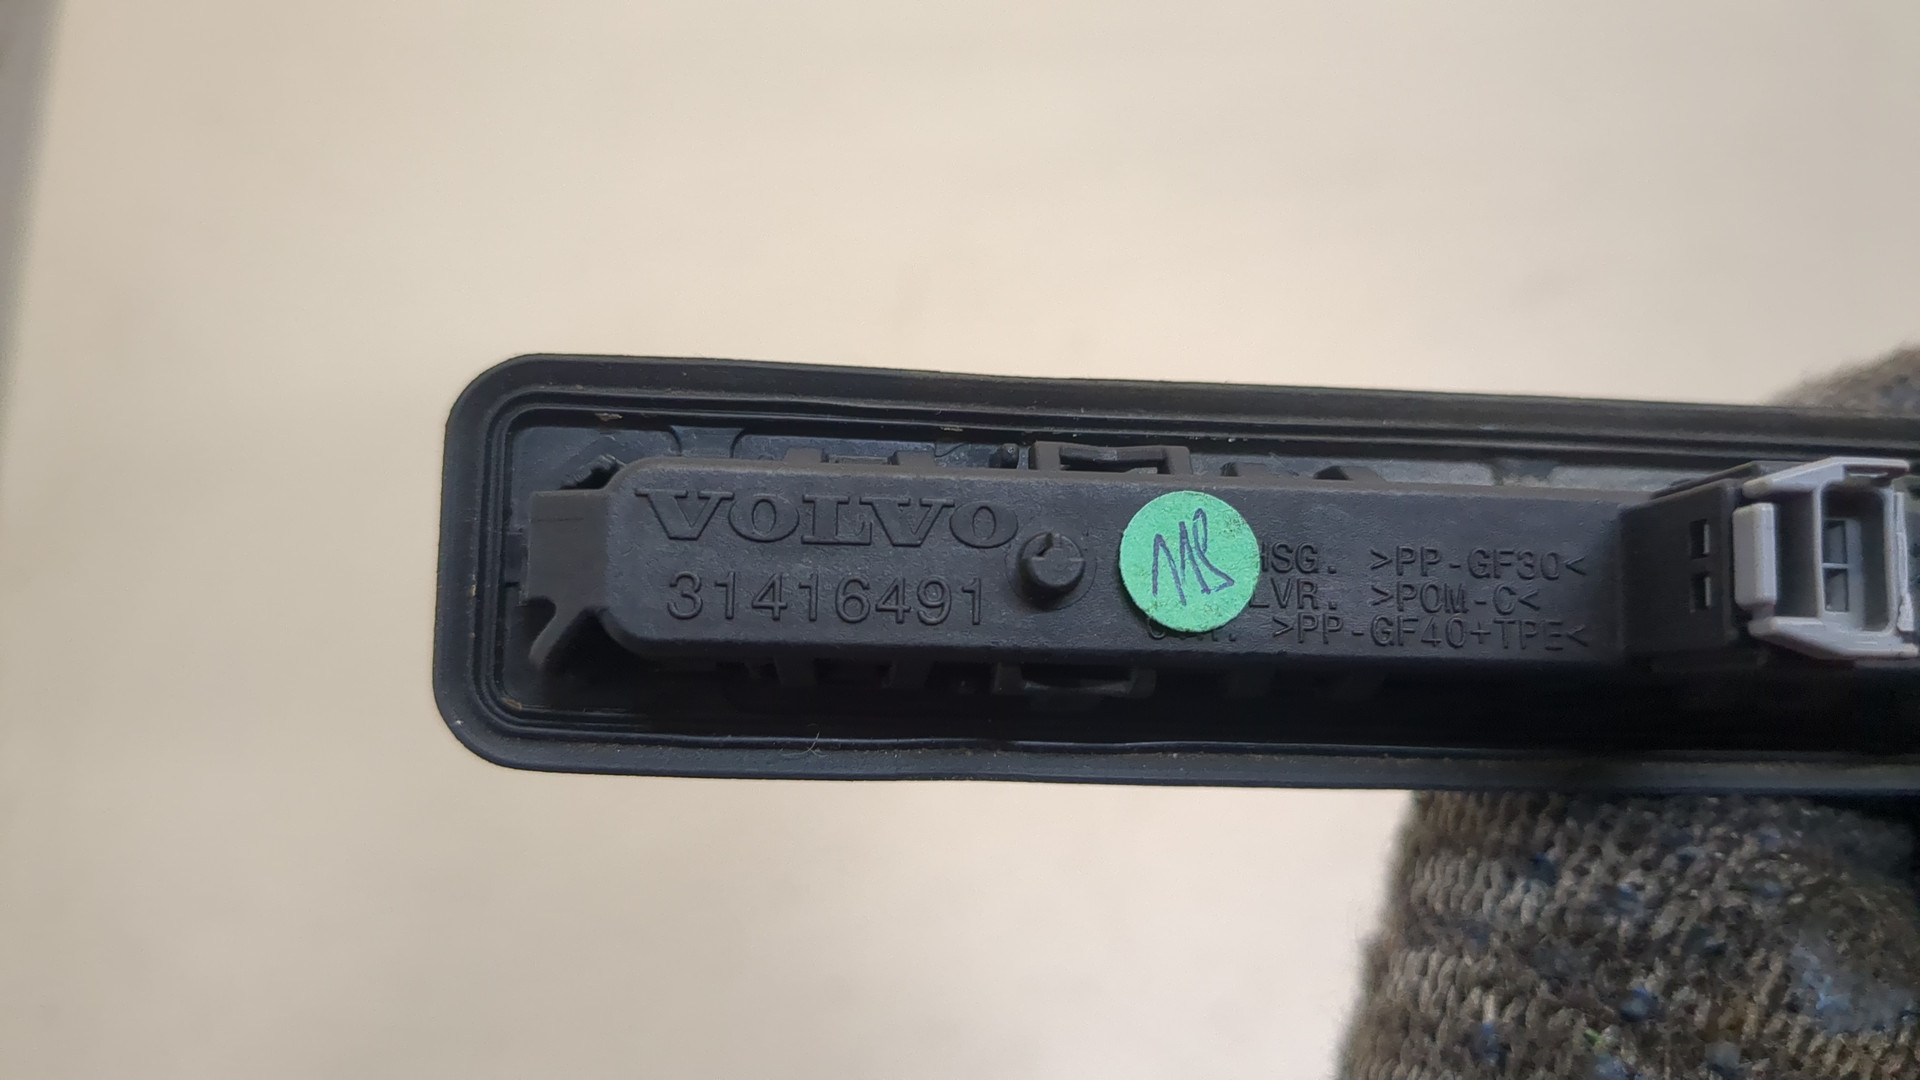 VOLVO
31416491
MB
HSG. >PP-GF30<
LVR. >POM-C<
>PP-GF40+TPE<